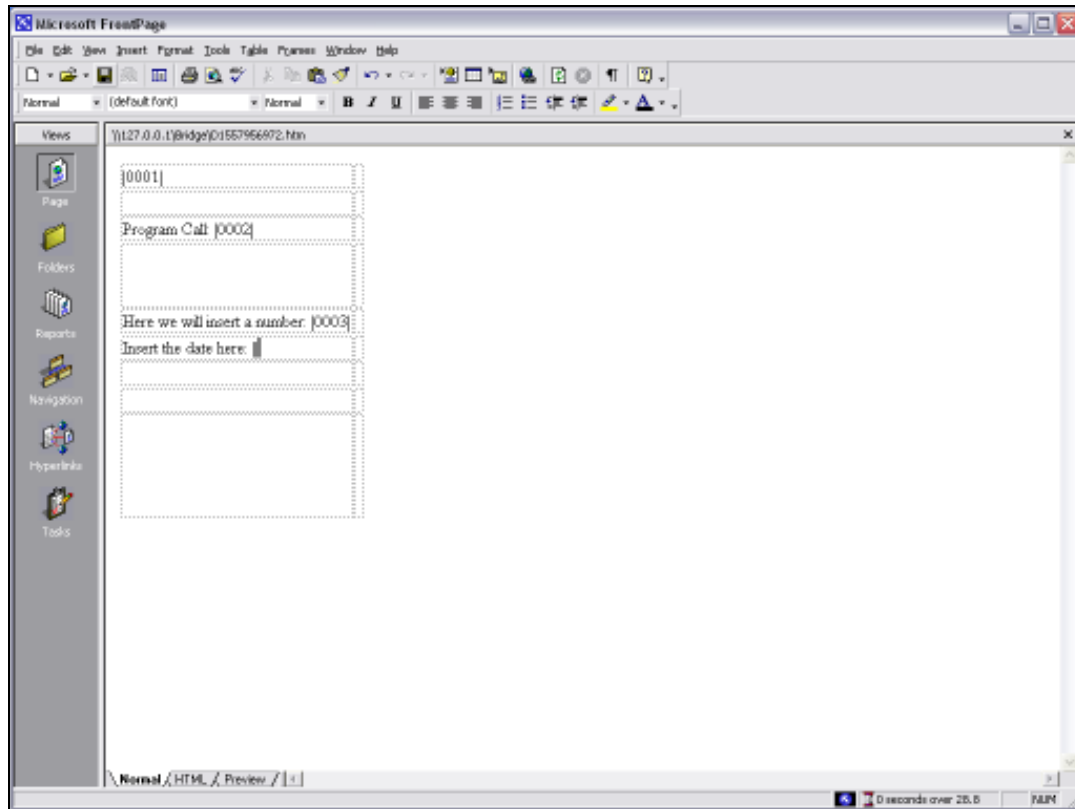 Microsoft FrontPage
File Edit View Insert Format Tools Table Frames Window Help
Normal (default font) Normal B I U A
Views \\127.0.0.1\Bridge\D1557956972.htm
|0001|
Page
Program Call: |0002|
Folders
Reports
Here we will insert a number: |0003|
Insert the date here:
Navigation
Hyperlinks
Tasks
Normal HTML Preview
0 seconds over 28.8 NUM